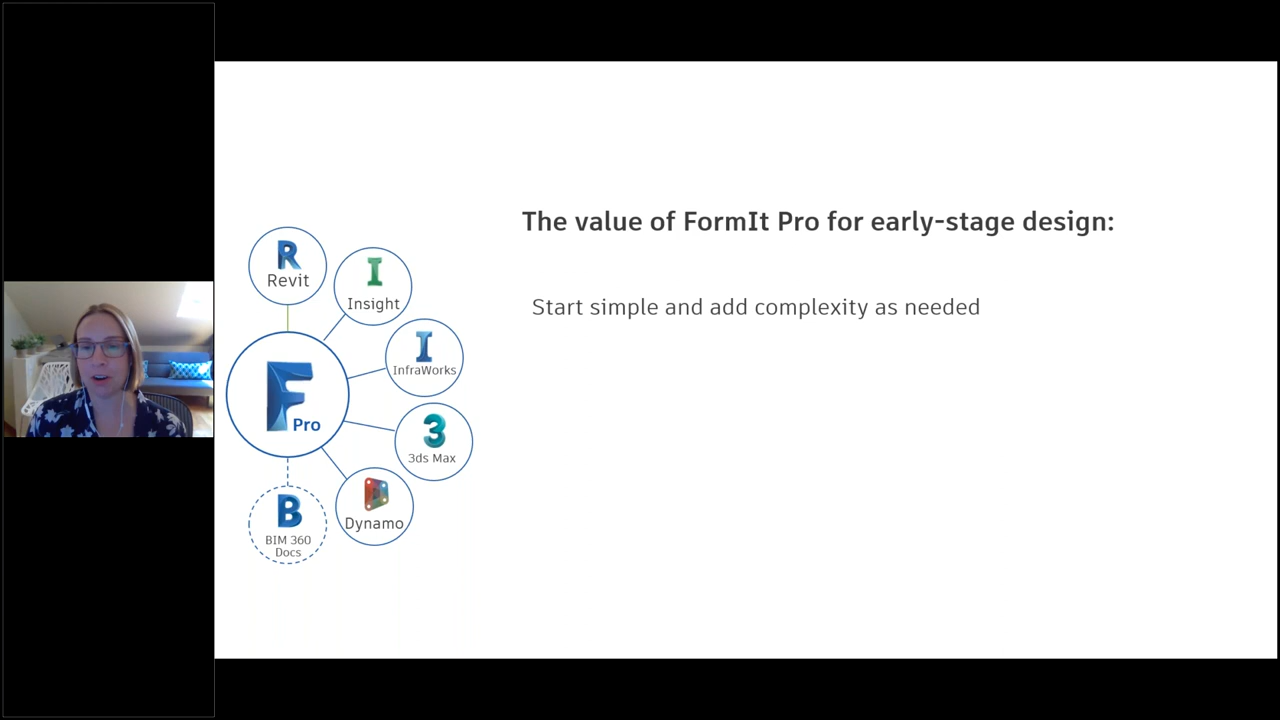 The value of FormIt Pro for early-stage design:
Start simple and add complexity as needed
R
Revit
I
Insight
I
InfraWorks
F
Pro
3
3ds Max
Dynamo
B
BIM 360
Docs